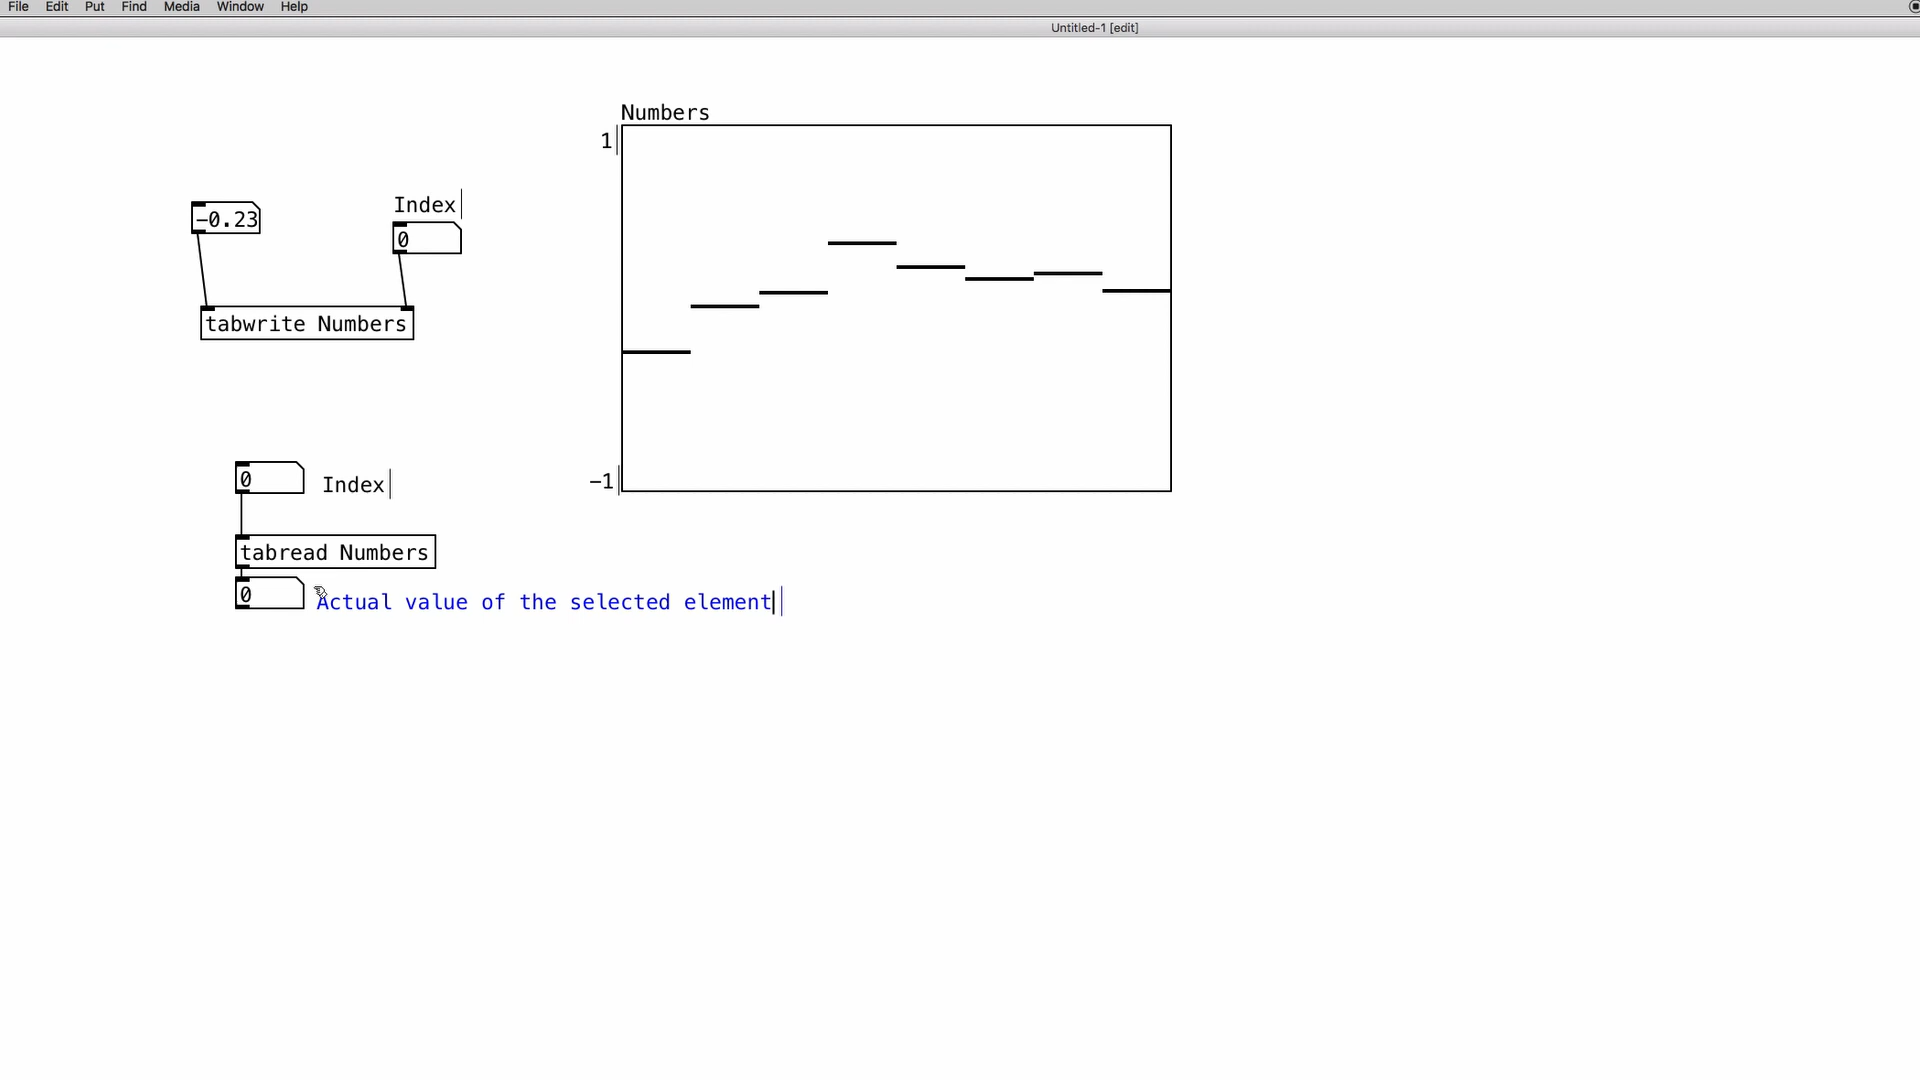 File Edit Put Find Media Window Help
Untitled-1 [edit]
Numbers
1
Index
-0.23
0
tabwrite Numbers
0
Index
-1
tabread Numbers
0
Actual value of the selected element